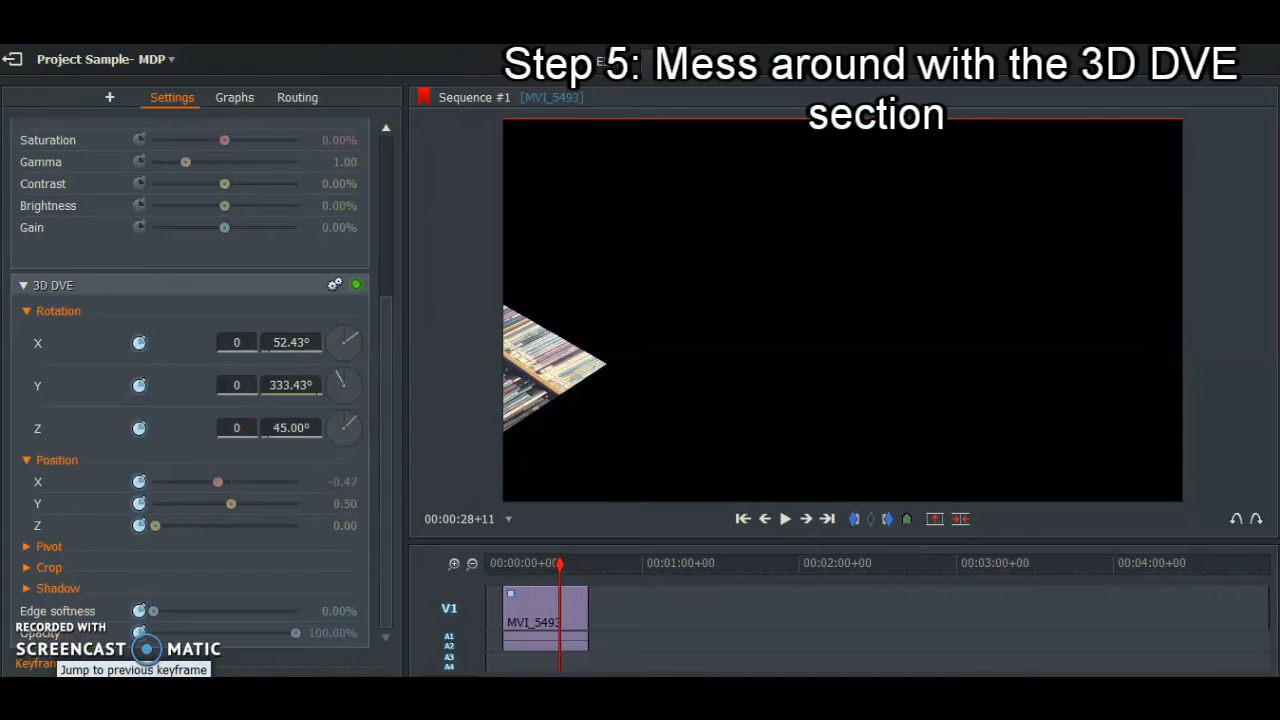 Step 5: Mess around with the 3D DVE
section
Project Sample- MDP
Settings Graphs Routing
Sequence #1 [MVI_5493]
Saturation 0.00%
Gamma 1.00
Contrast 0.00%
Brightness 0.00%
Gain 0.00%
3D DVE
Rotation
X 0 52.43º
Y 0 333.43º
Z 0 45.00º
Position
X -0.47
Y 0.50
Z 0.00
Pivot
Crop
Shadow
Edge softness 0.00%
Opacity 100.00%
RECORDED WITH
SCREENCAST MATIC
Jump to previous keyframe
00:00:28+11
00:00:00+00 00:01:00+00 00:02:00+00 00:03:00+00 00:04:00+00
V1
MVI_5493
A1
A2
A3
A4